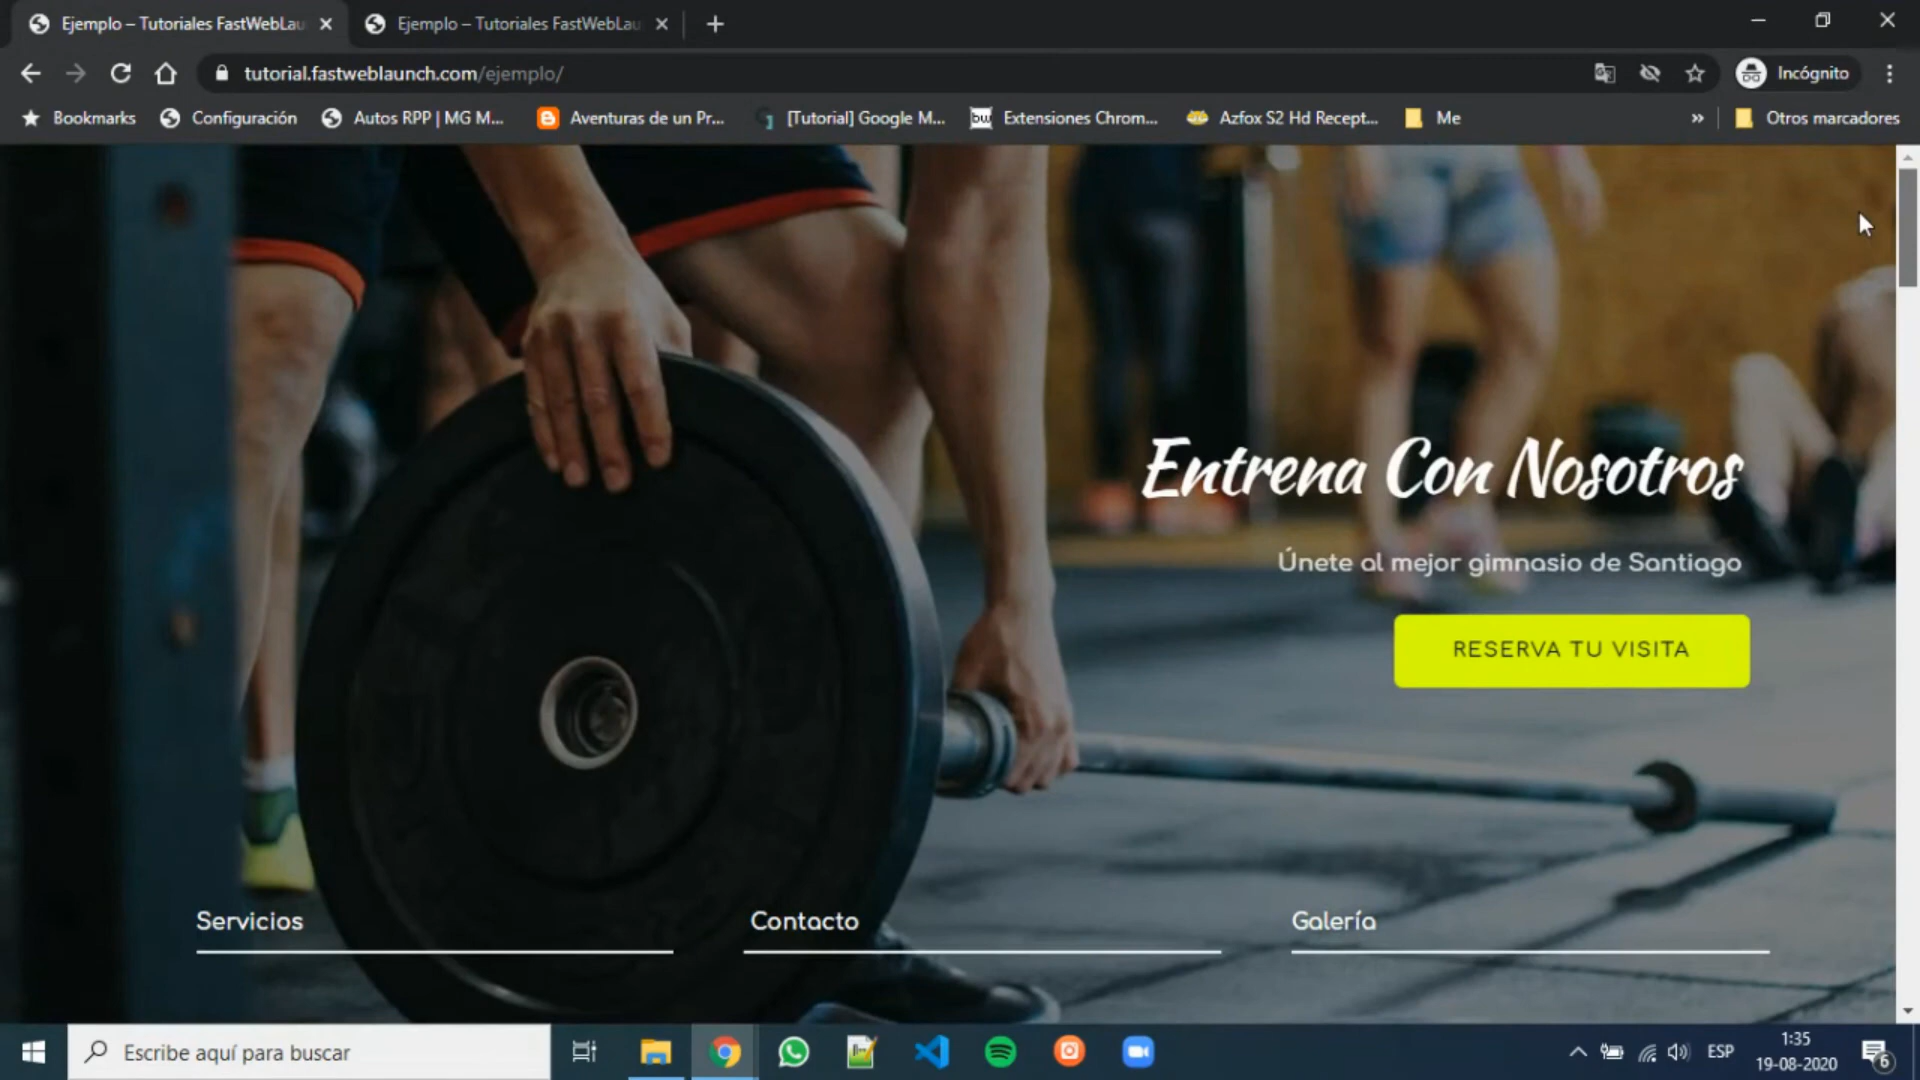 Ejemplo – Tutoriales FastWebLau
Ejemplo – Tutoriales FastWebLau
tutorial.fastweblaunch.com/ejemplo/
Incógnito
Bookmarks
Configuración
Autos RPP | MG M...
Aventuras de un Pr...
[Tutorial] Google M...
bw
Extensiones Chrom...
Azfox S2 Hd Recept...
Me
»
Otros marcadores
Entrena Con Nosotros
Únete al mejor gimnasio de Santiago
RESERVA TU VISITA
Servicios
Contacto
Galería
Escribe aquí para buscar
ESP
1:35
19-08-2020
6